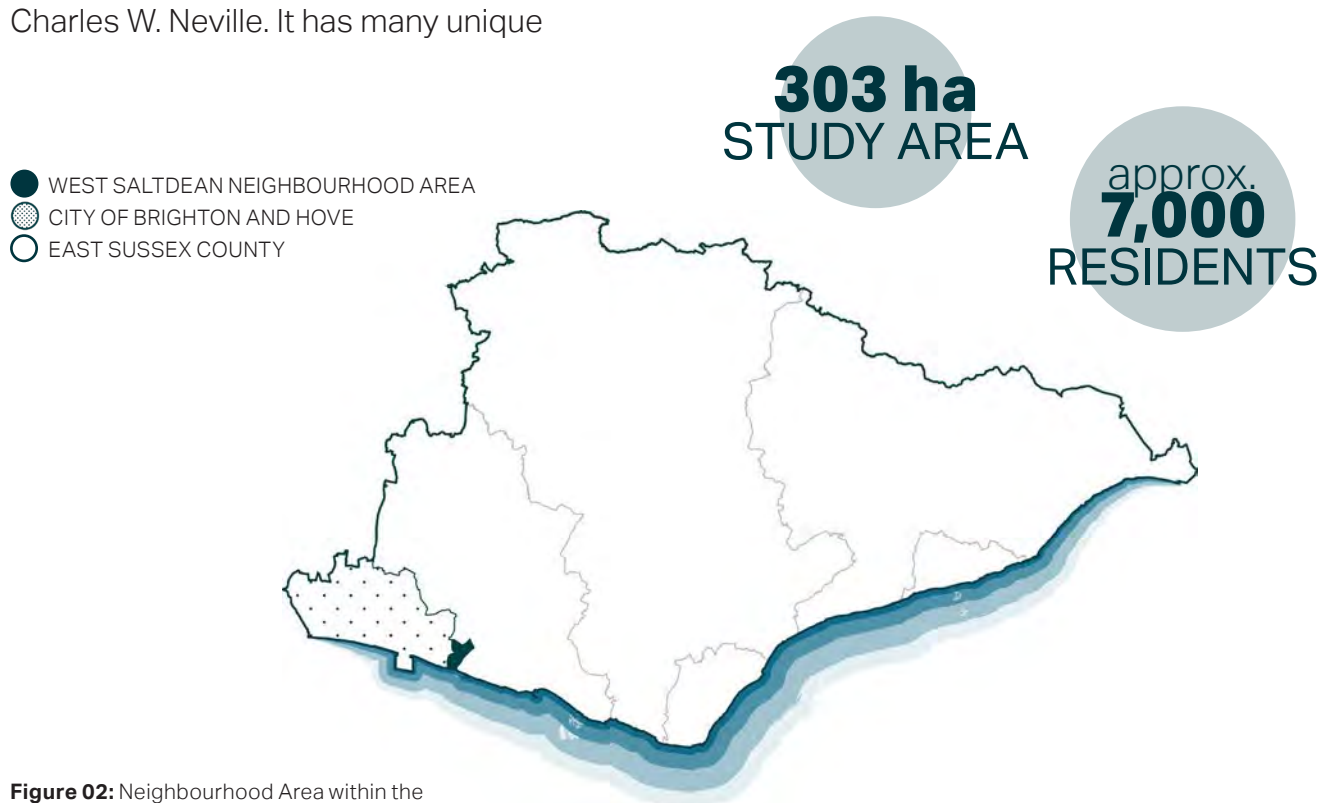 Charles W. Neville. It has many unique
303 ha
STUDY AREA
approx.
7,000
RESIDENTS
WEST SALTDEAN NEIGHBOURHOOD AREA
CITY OF BRIGHTON AND HOVE
EAST SUSSEX COUNTY
Figure 02: Neighbourhood Area within the